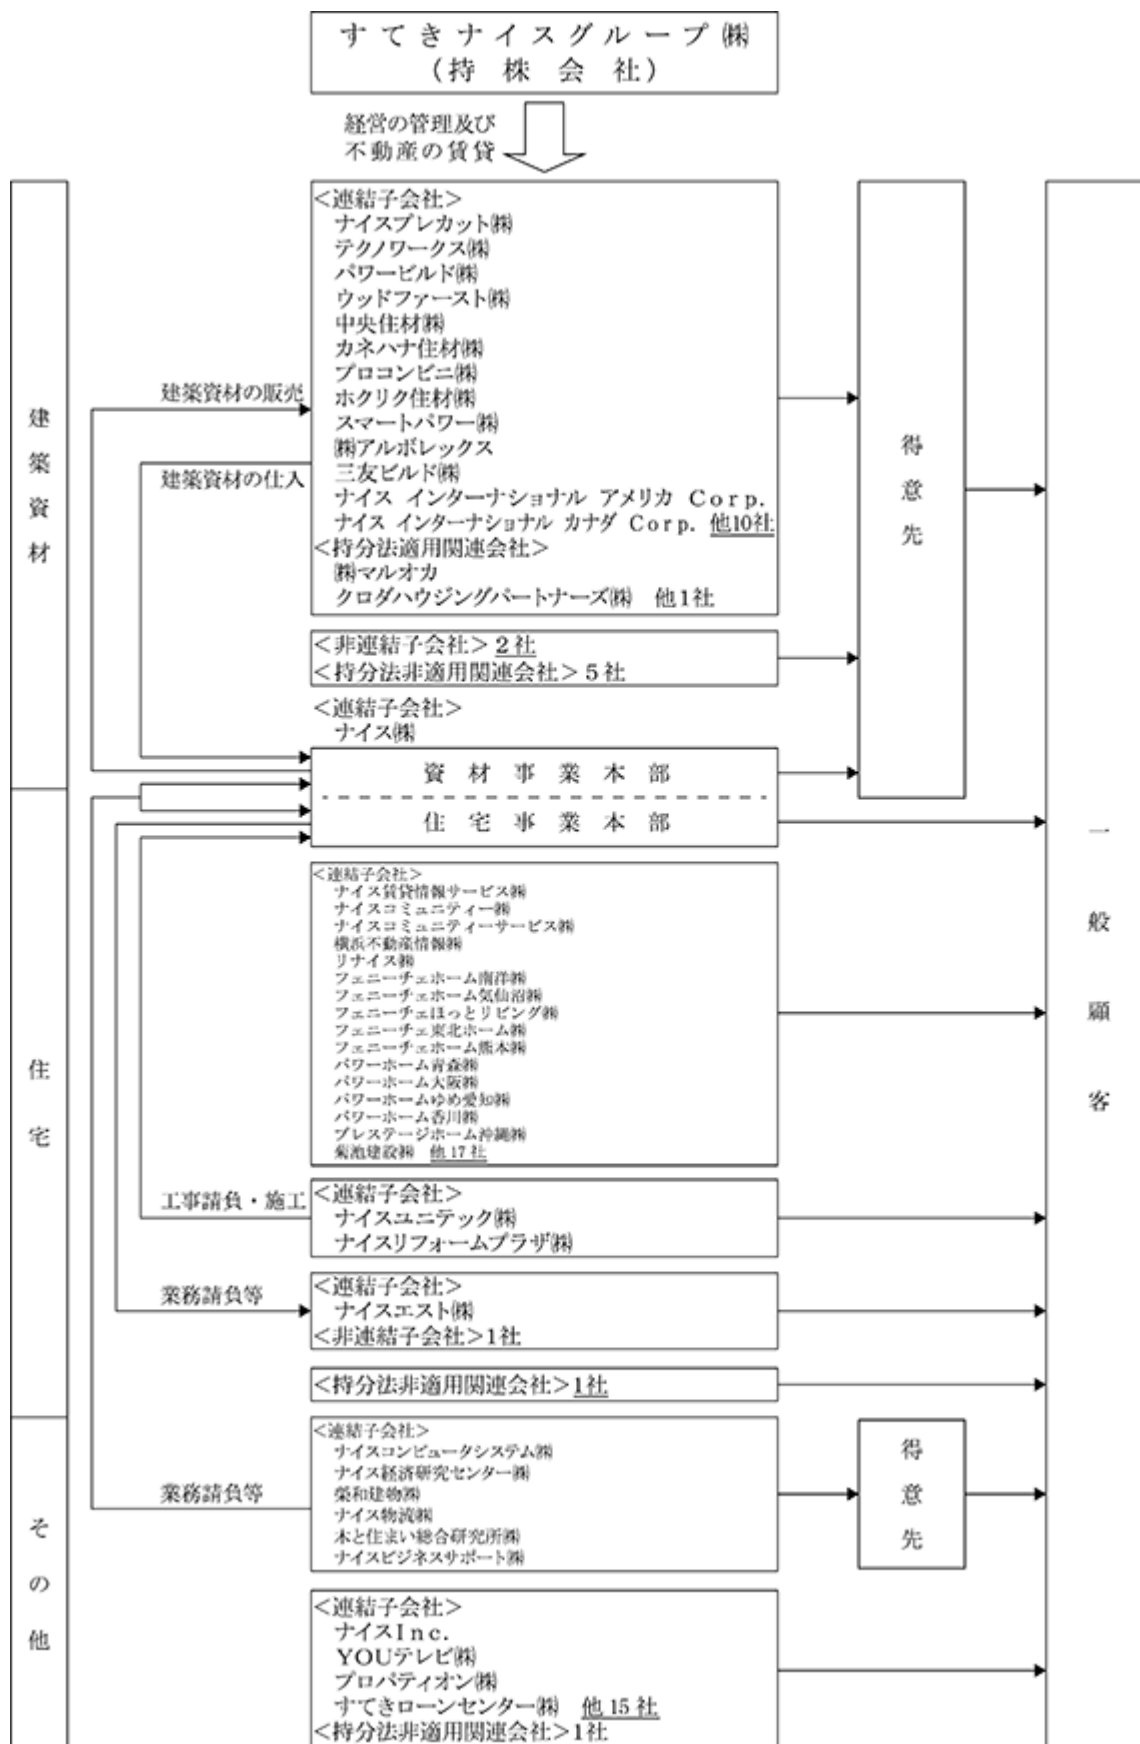 すてきナイスグループ㈱
（持株会社）
経営の管理及び
不動産の賃貸
建築資材
＜連結子会社＞
ナイスプレカット㈱
テクノワークス㈱
パワービルド㈱
ウッドファースト㈱
中央住材㈱
カネハナ住材㈱
プロコンビニ㈱
ホクリク住材㈱
スマートパワー㈱
㈱アルボレックス
三友ビルド㈱
ナイス インターナショナル アメリカ Corp.
ナイス インターナショナル カナダ Corp. 他10社
＜持分法適用関連会社＞
㈱マルオカ
クロダハウジングパートナーズ㈱　他1社
建築資材の販売
建築資材の仕入
得意先
＜非連結子会社＞2社
＜持分法非適用関連会社＞5社
＜連結子会社＞
ナイス㈱
資材事業本部
住宅事業本部
一般顧客
住宅
＜連結子会社＞
ナイス賃貸情報サービス㈱
ナイスコミュニティー㈱
ナイスコミュニティーサービス㈱
横浜不動産情報㈱
リナイス㈱
フェニーチェホーム南洋㈱
フェニーチェホーム気仙沼㈱
フェニーチェほっとリビング㈱
フェニーチェ東北ホーム㈱
フェニーチェホーム熊本㈱
パワーホーム青森㈱
パワーホーム大阪㈱
パワーホームゆめ愛知㈱
パワーホーム香川㈱
プレステージホーム沖縄㈱
菊池建設㈱　他17社
工事請負・施工
＜連結子会社＞
ナイスユニテック㈱
ナイスリフォームプラザ㈱
業務請負等
＜連結子会社＞
ナイスエスト㈱
＜非連結子会社＞1社
＜持分法非適用関連会社＞1社
その他
業務請負等
＜連結子会社＞
ナイスコンピュータシステム㈱
ナイス経済研究センター㈱
榮和建物㈱
ナイス物流㈱
木と住まい総合研究所㈱
ナイスビジネスサポート㈱
得意先
＜連結子会社＞
ナイスInc.
YOUテレビ㈱
プロパティオン㈱
すてきローンセンター㈱　他15社
＜持分法非適用関連会社＞1社